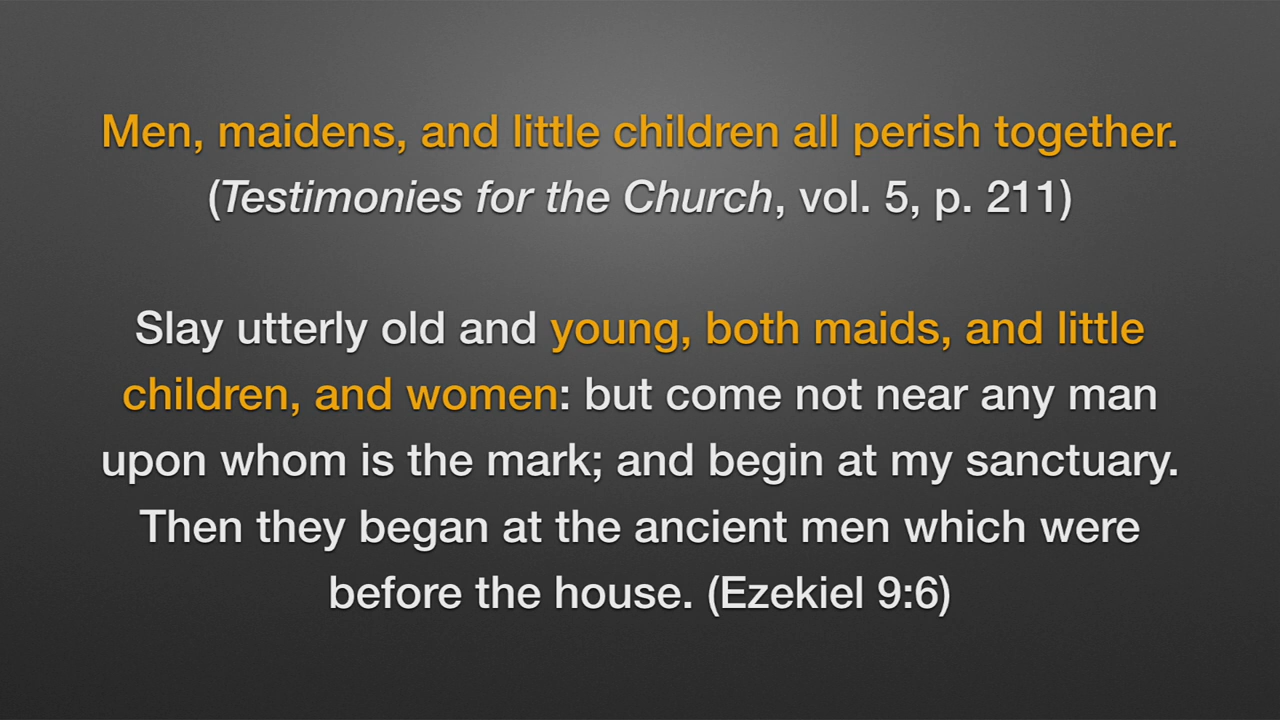 Men, maidens, and little children all perish together.
(Testimonies for the Church, vol. 5, p. 211)
Slay utterly old and young, both maids, and little
children, and women: but come not near any man
upon whom is the mark; and begin at my sanctuary.
Then they began at the ancient men which were
before the house. (Ezekiel 9:6)